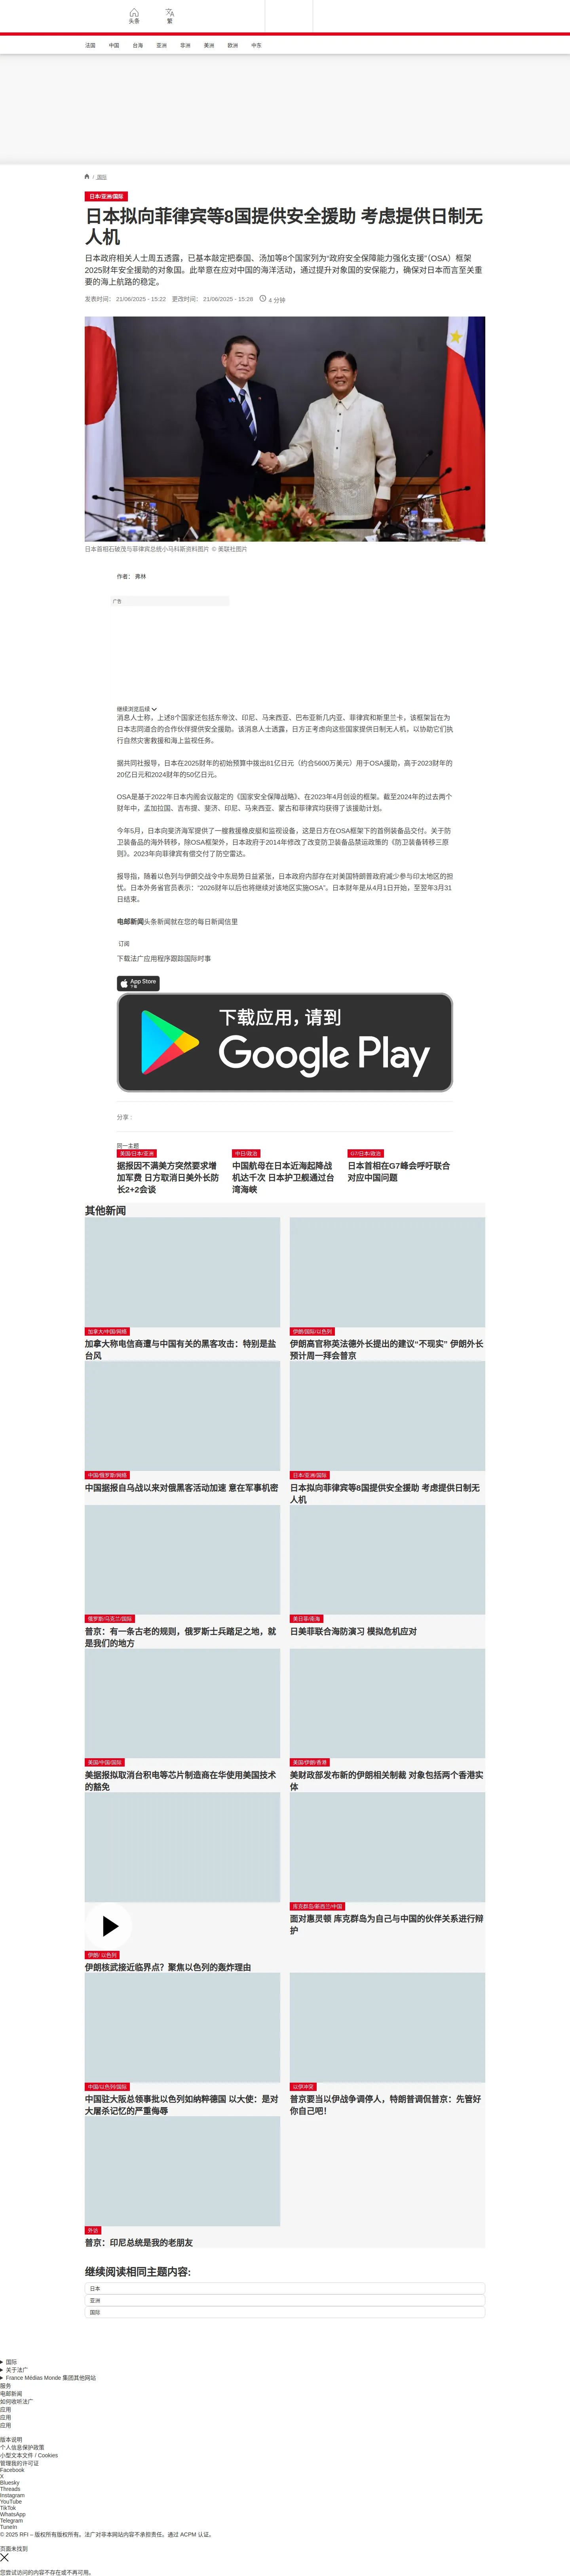 头条
繁
法国 中国 台海 亚洲 非洲 美洲 欧洲 中东
/ 国际
日本/亚洲/国际
日本拟向菲律宾等8国提供安全援助 考虑提供日制无
人机
日本政府相关人士周五透露，已基本敲定把泰国、汤加等8个国家列为“政府安全保障能力强化支援”（OSA）框架
2025财年安全援助的对象国。此举意在应对中国的海洋活动，通过提升对象国的安保能力，确保对日本而言至关重
要的海上航路的稳定。
发表时间： 21/06/2025 - 15:22 更改时间： 21/06/2025 - 15:28 4 分钟
日本首相石破茂与菲律宾总统小马科斯资料图片 © 美联社图片
作者： 弗林
广告
继续浏览后续
消息人士称，上述8个国家还包括东帝汶、印尼、马来西亚、巴布亚新几内亚、菲律宾和斯里兰卡，该框架旨在为
日本志同道合的合作伙伴提供安全援助。该消息人士透露，日方正考虑向这些国家提供日制无人机，以协助它们执
行自然灾害救援和海上监视任务。
据共同社报导，日本在2025财年的初始预算中拨出81亿日元（约合5600万美元）用于OSA援助，高于2023财年的
20亿日元和2024财年的50亿日元。
OSA是基于2022年日本内阁会议敲定的《国家安全保障战略》、在2023年4月创设的框架。截至2024年的过去两个
财年中，孟加拉国、吉布提、斐济、印尼、马来西亚、蒙古和菲律宾均获得了该援助计划。
今年5月，日本向斐济海军提供了一艘救援橡皮艇和监视设备，这是日方在OSA框架下的首例装备品交付。关于防
卫装备品的海外转移，除OSA框架外，日本政府于2014年修改了改变防卫装备品禁运政策的《防卫装备转移三原
则》。2023年向菲律宾有偿交付了防空雷达。
报导指，随着以色列与伊朗交战令中东局势日益紧张，日本政府内部存在对美国特朗普政府减少参与印太地区的担
忧。日本外务省官员表示：“2026财年以后也将继续对该地区实施OSA”。日本财年是从4月1日开始，至翌年3月31
日结束。
电邮新闻头条新闻就在您的每日新闻信里
订阅
下载法广应用程序跟踪国际时事
App Store
下载
下载应用，请到
Google Play
分享 :
同一主题
美国/日本/亚洲
据报因不满美方突然要求增
加军费 日方取消日美外长防
长2+2会谈
中日/政治
中国航母在日本近海起降战
机达千次 日本护卫舰通过台
湾海峡
G7/日本/政治
日本首相在G7峰会呼吁联合
对应中国问题
其他新闻
加拿大/中国/网络
加拿大称电信商遭与中国有关的黑客攻击：特别是盐
台风
伊朗/国际/以色列
伊朗高官称英法德外长提出的建议“不现实” 伊朗外长
预计周一拜会普京
中国/俄罗斯/网络
中国据报自乌战以来对俄黑客活动加速 意在军事机密
日本/亚洲/国际
日本拟向菲律宾等8国提供安全援助 考虑提供日制无
人机
俄罗斯/乌克兰/国际
普京：有一条古老的规则，俄罗斯士兵踏足之地，就
是我们的地方
美日菲/南海
日美菲联合海防演习 模拟危机应对
美国/中国/国际
美据报拟取消台积电等芯片制造商在华使用美国技术
的豁免
美国/伊朗/香港
美财政部发布新的伊朗相关制裁 对象包括两个香港实
体
伊朗/ 以色列
伊朗核武接近临界点？聚焦以色列的轰炸理由
库克群岛/新西兰/中国
面对惠灵顿 库克群岛为自己与中国的伙伴关系进行辩
护
中国/以色列/国际
中国驻大阪总领事批以色列如纳粹德国 以大使：是对
大屠杀记忆的严重侮辱
以伊冲突
普京要当以伊战争调停人，特朗普调侃普京：先管好
你自己吧！
外访
普京：印尼总统是我的老朋友
继续阅读相同主题内容:
日本
亚洲
国际
国际
关于法广
France Médias Monde 集团其他网站
服务
电邮新闻
如何收听法广
应用
应用
应用
版本说明
个人信息保护政策
小型文本文件 / Cookies
管理我的许可证
Facebook
X
Bluesky
Threads
Instagram
YouTube
TikTok
WhatsApp
Telegram
TuneIn
© 2025 RFI – 版权所有版权所有。法广对非本网站内容不承担责任。通过 ACPM 认证。
页面未找到
您尝试访问的内容不存在或不再可用。